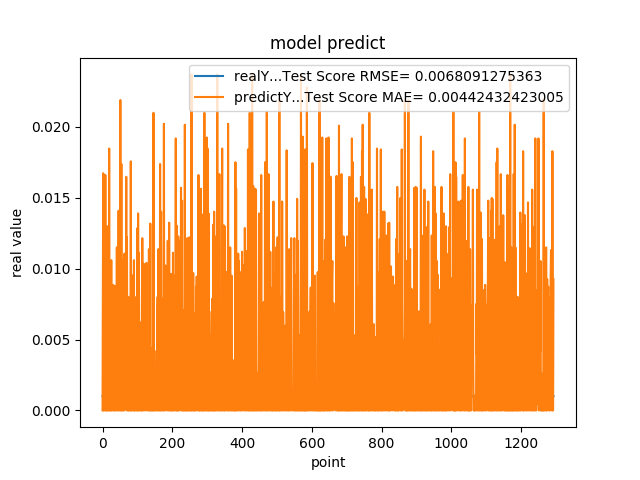 model predict
realY...Test Score RMSE= 0.0068091275363
predictY...Test Score MAE= 0.00442432423005
0.020
0.015
0.010
0.005
0.000
real value
0 200 400 600 800 1000 1200
point